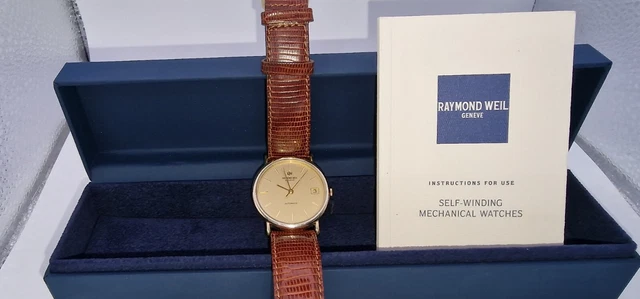 RAYMOND WEIL
GENEVE
INSTRUCTIONS FOR USE
SELF-WINDING
MECHANICAL WATCHES